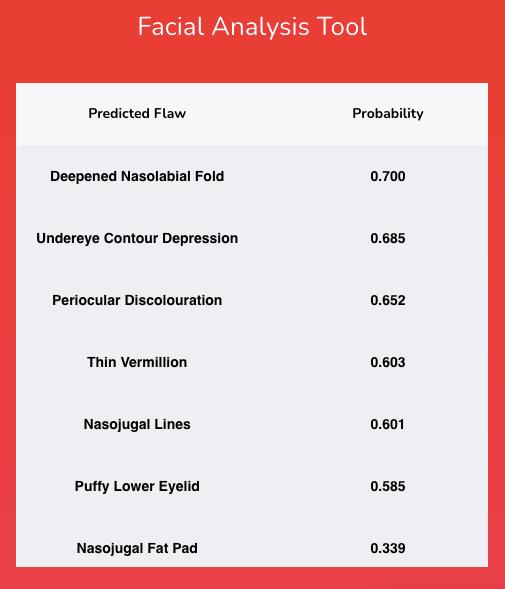 Facial Analysis Tool
Predicted Flaw Probability
Deepened Nasolabial Fold 0.700
Undereye Contour Depression 0.685
Periocular Discolouration 0.652
Thin Vermillion 0.603
Nasojugal Lines 0.601
Puffy Lower Eyelid 0.585
Nasojugal Fat Pad 0.339